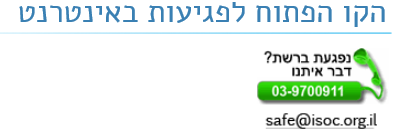 הקו הפתוח לפגיעות באינטרנט
נפגעת ברשת?
דבר איתנו
03-9700911
safe@isoc.org.il